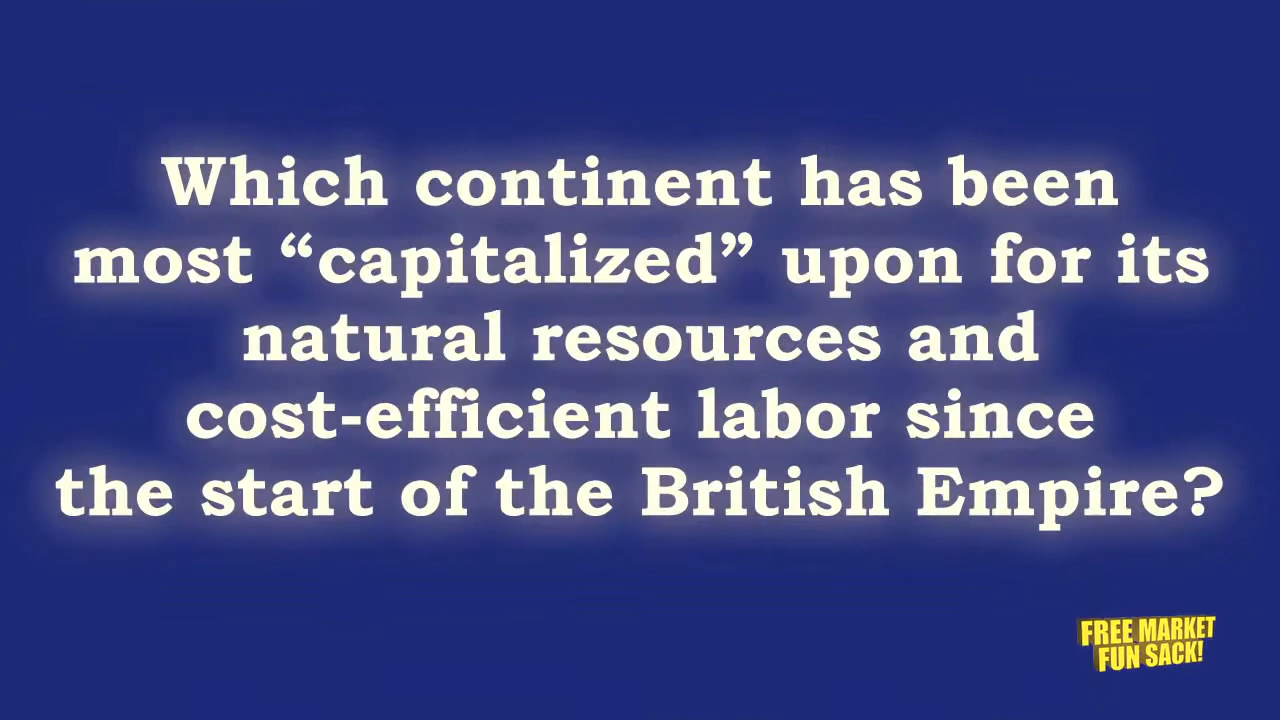 Which continent has been
most “capitalized” upon for its
natural resources and
cost-efficient labor since
the start of the British Empire?
FREE MARKET
FUN SACK!